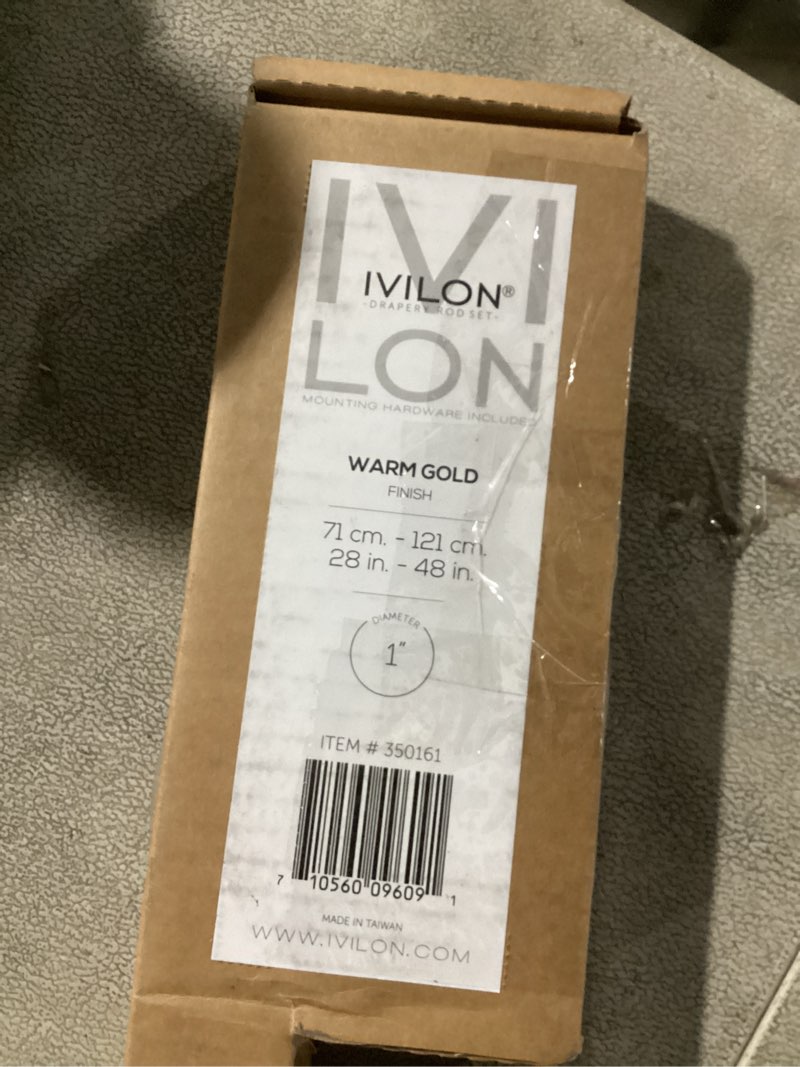 IVI
IVILON®
-DRAPERY ROD SET-
LON
MOUNTING HARDWARE INCLUDED
WARM GOLD
FINISH
71 cm. - 121 cm.
28 in. - 48 in.
DIAMETER
1"
ITEM # 350161
7 10560 09609 1
MADE IN TAIWAN
WWW.IVILON.COM